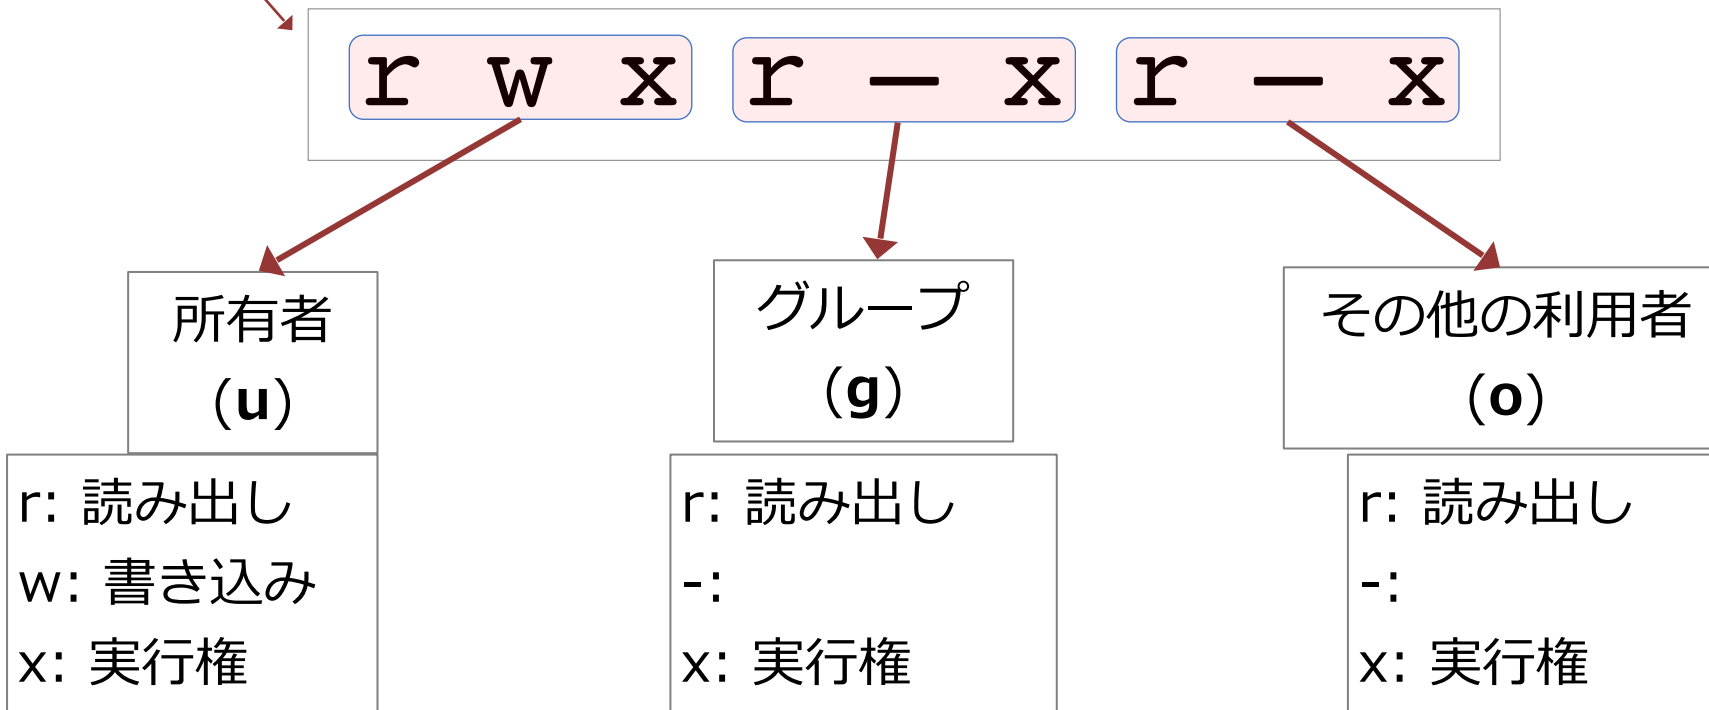 r w x r - x r - x
所有者
(u)
r: 読み出し
w: 書き込み
x: 実行権
グループ
(g)
r: 読み出し
-:
x: 実行権
その他の利用者
(o)
r: 読み出し
-:
x: 実行権